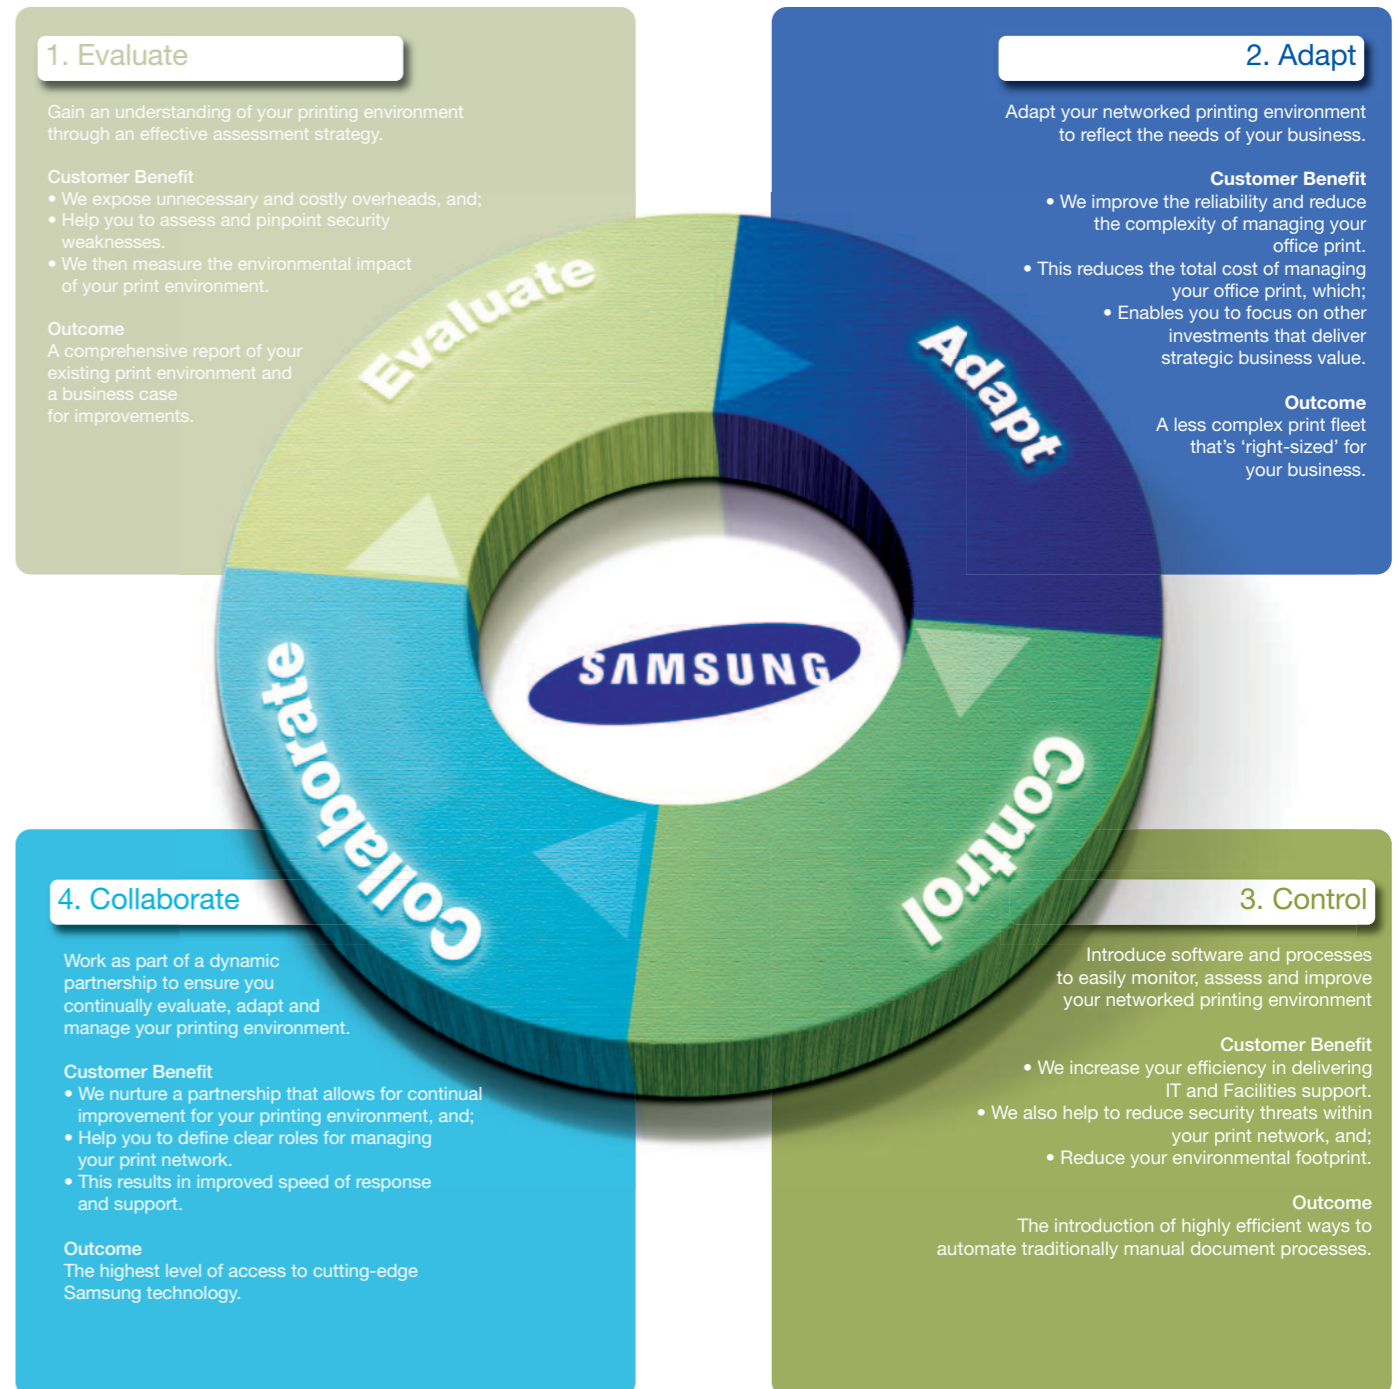 1. Evaluate
Gain an understanding of your printing environment
through an effective assessment strategy.
Customer Benefit
• We expose unnecessary and costly overheads, and;
• Help you to assess and pinpoint security
weaknesses.
• We then measure the environmental impact
of your print environment.
Outcome
A comprehensive report of your
existing print environment and
a business case
for improvements.
2. Adapt
Adapt your networked printing environment
to reflect the needs of your business.
Customer Benefit
• We improve the reliability and reduce
the complexity of managing your
office print.
• This reduces the total cost of managing
your office print, which;
• Enables you to focus on other
investments that deliver
strategic business value.
Outcome
A less complex print fleet
that’s ‘right-sized’ for
your business.
Evaluate
Adapt
SAMSUNG
Collaborate
Control
4. Collaborate
Work as part of a dynamic
partnership to ensure you
continually evaluate, adapt and
manage your printing environment.
Customer Benefit
• We nurture a partnership that allows for continual
improvement for your printing environment, and;
• Help you to define clear roles for managing
your print network.
• This results in improved speed of response
and support.
Outcome
The highest level of access to cutting-edge
Samsung technology.
3. Control
Introduce software and processes
to easily monitor, assess and improve
your networked printing environment
Customer Benefit
• We increase your efficiency in delivering
IT and Facilities support.
• We also help to reduce security threats within
your print network, and;
• Reduce your environmental footprint.
Outcome
The introduction of highly efficient ways to
automate traditionally manual document processes.